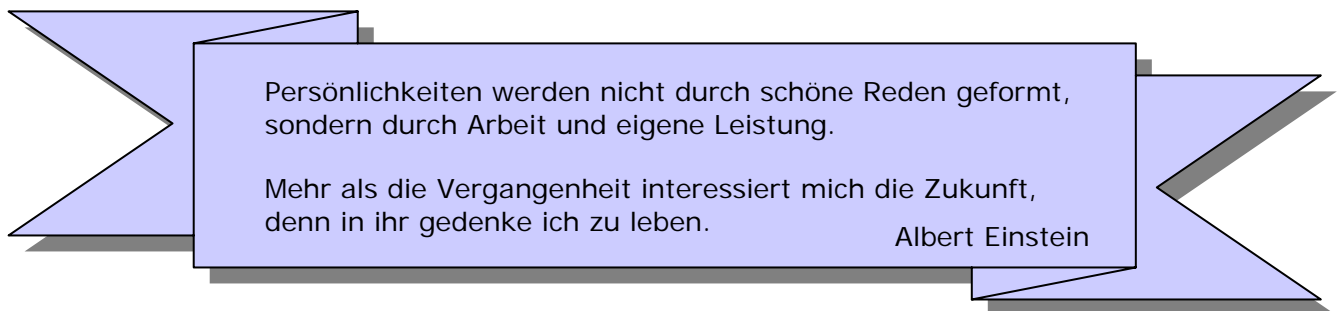 Persönlichkeiten werden nicht durch schöne Reden geformt,
sondern durch Arbeit und eigene Leistung.
Mehr als die Vergangenheit interessiert mich die Zukunft,
denn in ihr gedenke ich zu leben.
Albert Einstein